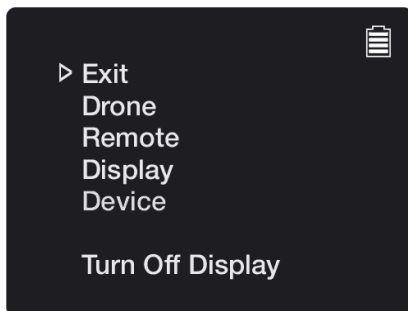 Exit
Drone
Remote
Display
Device
Turn Off Display